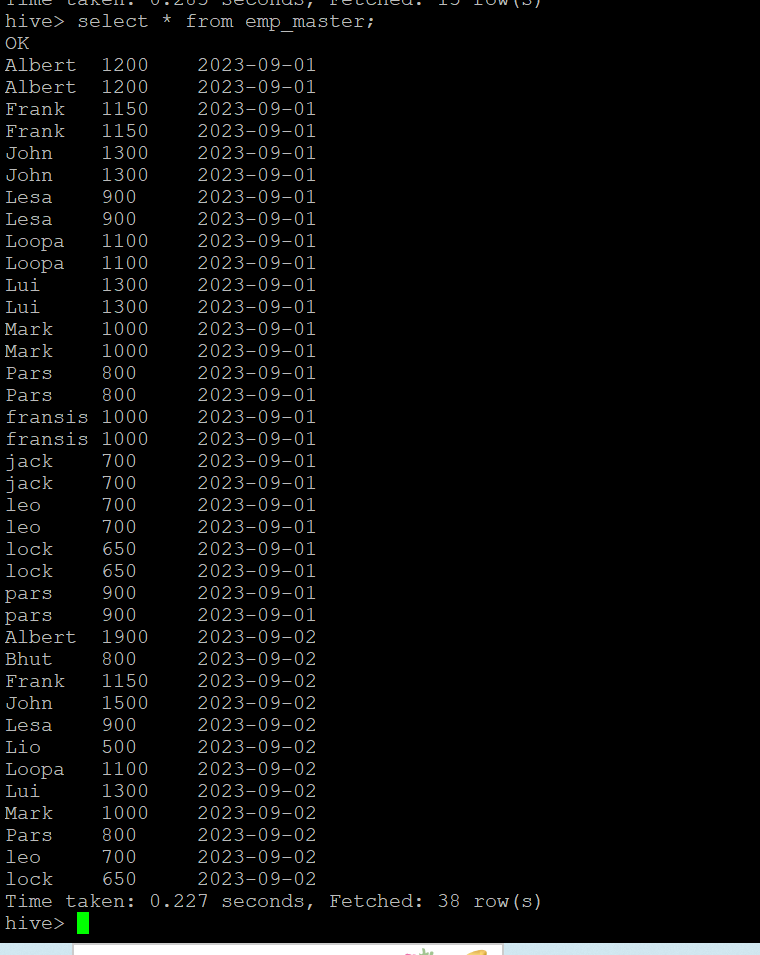 Time taken: 0.265 seconds, Fetched: 13 row(s)
hive> select * from emp_master;
OK
Albert 1200 2023-09-01
Albert 1200 2023-09-01
Frank 1150 2023-09-01
Frank 1150 2023-09-01
John 1300 2023-09-01
John 1300 2023-09-01
Lesa 900 2023-09-01
Lesa 900 2023-09-01
Loopa 1100 2023-09-01
Loopa 1100 2023-09-01
Lui 1300 2023-09-01
Lui 1300 2023-09-01
Mark 1000 2023-09-01
Mark 1000 2023-09-01
Pars 800 2023-09-01
Pars 800 2023-09-01
fransis 1000 2023-09-01
fransis 1000 2023-09-01
jack 700 2023-09-01
jack 700 2023-09-01
leo 700 2023-09-01
leo 700 2023-09-01
lock 650 2023-09-01
lock 650 2023-09-01
pars 900 2023-09-01
pars 900 2023-09-01
Albert 1900 2023-09-02
Bhut 800 2023-09-02
Frank 1150 2023-09-02
John 1500 2023-09-02
Lesa 900 2023-09-02
Lio 500 2023-09-02
Loopa 1100 2023-09-02
Lui 1300 2023-09-02
Mark 1000 2023-09-02
Pars 800 2023-09-02
leo 700 2023-09-02
lock 650 2023-09-02
Time taken: 0.227 seconds, Fetched: 38 row(s)
hive>